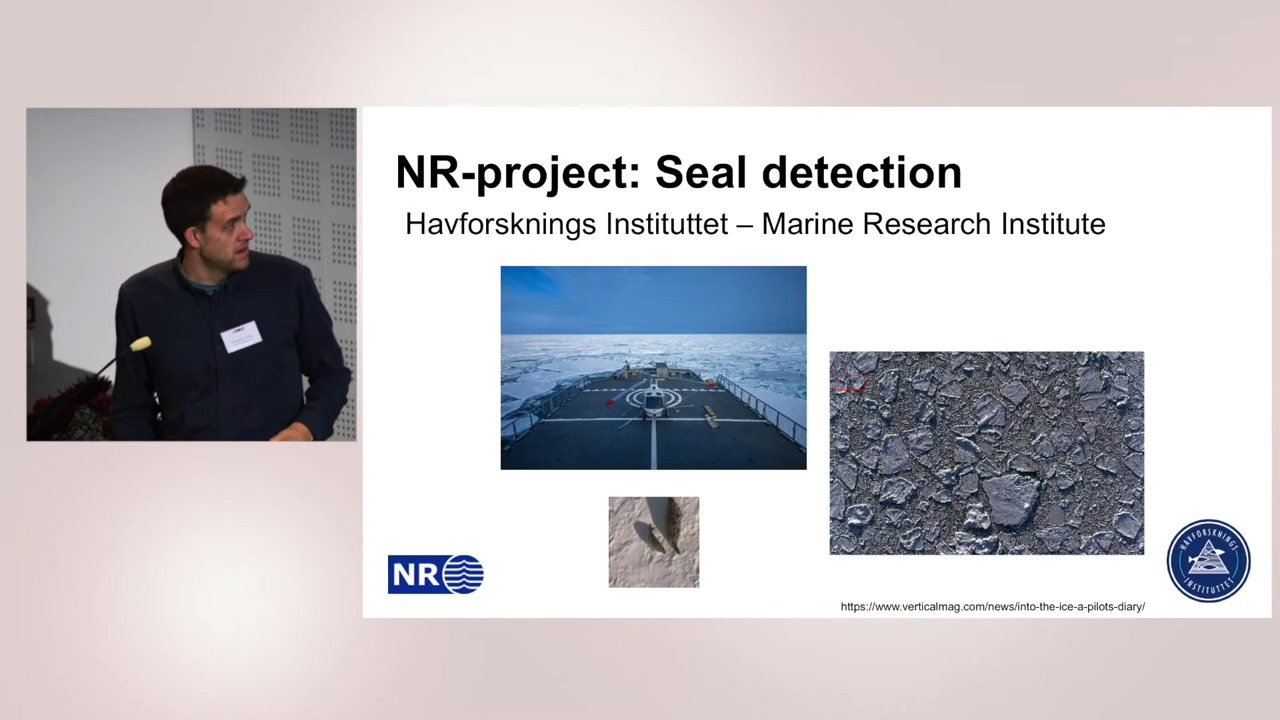 NR-project: Seal detection
Havforsknings Instituttet – Marine Research Institute
NR
HAVFORSKNINGS
INSTITUTTET
https://www.verticalmag.com/news/into-the-ice-a-pilots-diary/